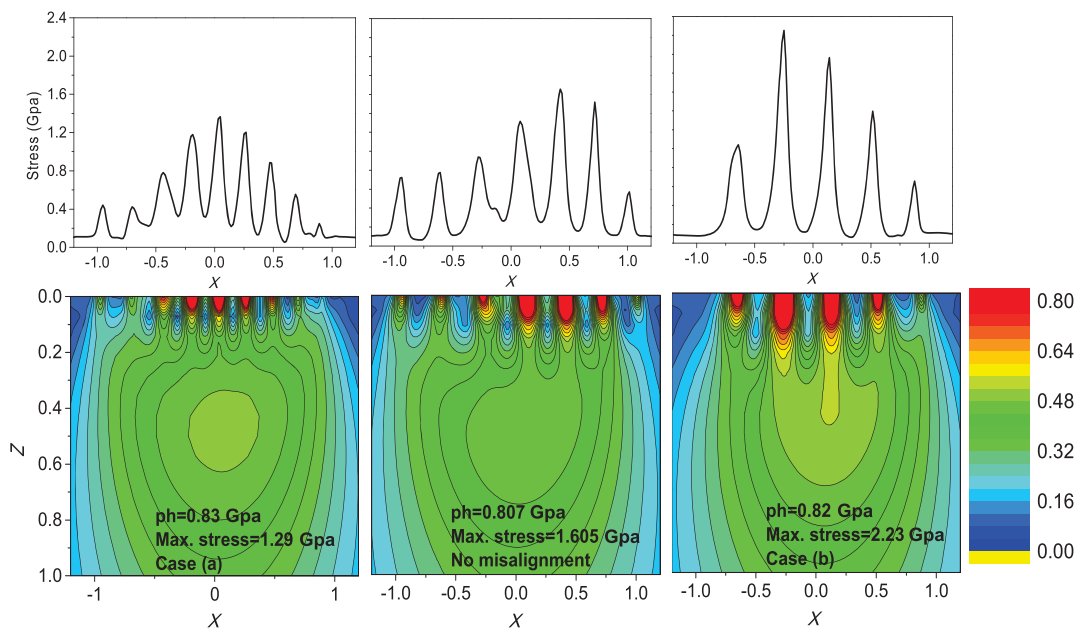 2.4
2.0
1.6
1.2
0.8
0.4
0.0
Stress (Gpa)
-1.0 -0.5 0.0 0.5 1.0
X
-1.0 -0.5 0.0 0.5 1.0
X
-1.0 -0.5 0.0 0.5 1.0
X
0.0
0.2
0.4
0.6
0.8
1.0
Z
ph=0.83 Gpa
Max. stress=1.29 Gpa
Case (a)
-1 0 1
X
ph=0.807 Gpa
Max. stress=1.605 Gpa
No misalignment
-1.0 -0.5 0.0 0.5 1.0
X
ph=0.82 Gpa
Max. stress=2.23 Gpa
Case (b)
-1.0 -0.5 0.0 0.5 1.0
X
0.80
0.64
0.48
0.32
0.16
0.00